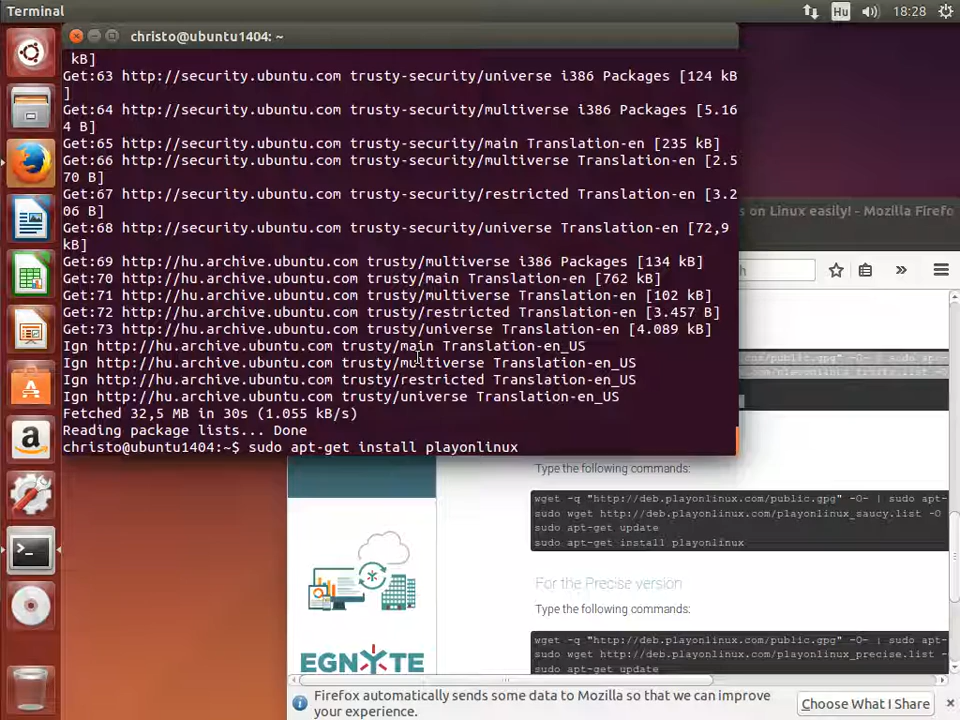 Terminal
Hu
18:28
christo@ubuntu1404: ~
kB]
Get:63 http://security.ubuntu.com trusty-security/universe i386 Packages [124 kB
]
Get:64 http://security.ubuntu.com trusty-security/multiverse i386 Packages [5.16
4 B]
Get:65 http://security.ubuntu.com trusty-security/main Translation-en [235 kB]
Get:66 http://security.ubuntu.com trusty-security/multiverse Translation-en [2.5
70 B]
Get:67 http://security.ubuntu.com trusty-security/restricted Translation-en [3.2
06 B]
Get:68 http://security.ubuntu.com trusty-security/universe Translation-en [72,9
kB]
Get:69 http://hu.archive.ubuntu.com trusty/multiverse i386 Packages [134 kB]
Get:70 http://hu.archive.ubuntu.com trusty/main Translation-en [762 kB]
Get:71 http://hu.archive.ubuntu.com trusty/multiverse Translation-en [102 kB]
Get:72 http://hu.archive.ubuntu.com trusty/restricted Translation-en [3.457 B]
Get:73 http://hu.archive.ubuntu.com trusty/universe Translation-en [4.089 kB]
Ign http://hu.archive.ubuntu.com trusty/main Translation-en_US
Ign http://hu.archive.ubuntu.com trusty/multiverse Translation-en_US
Ign http://hu.archive.ubuntu.com trusty/restricted Translation-en_US
Ign http://hu.archive.ubuntu.com trusty/universe Translation-en_US
Fetched 32,5 MB in 30s (1.055 kB/s)
Reading package lists... Done
christo@ubuntu1404:~$ sudo apt-get install playonlinux
s on Linux easily! - Mozilla Firefo
rch
Type the following commands:
wget -q "http://deb.playonlinux.com/public.gpg" -O- | sudo apt-
sudo wget http://deb.playonlinux.com/playonlinux_saucy.list -O
sudo apt-get update
sudo apt-get install playonlinux
For the Precise version
Type the following commands:
wget -q "http://deb.playonlinux.com/public.gpg" -O- | sudo apt-
sudo wget http://deb.playonlinux.com/playonlinux_precise.list -
sudo apt-get update
EGNYTE
Firefox automatically sends some data to Mozilla so that we can improve
your experience.
Choose What I Share